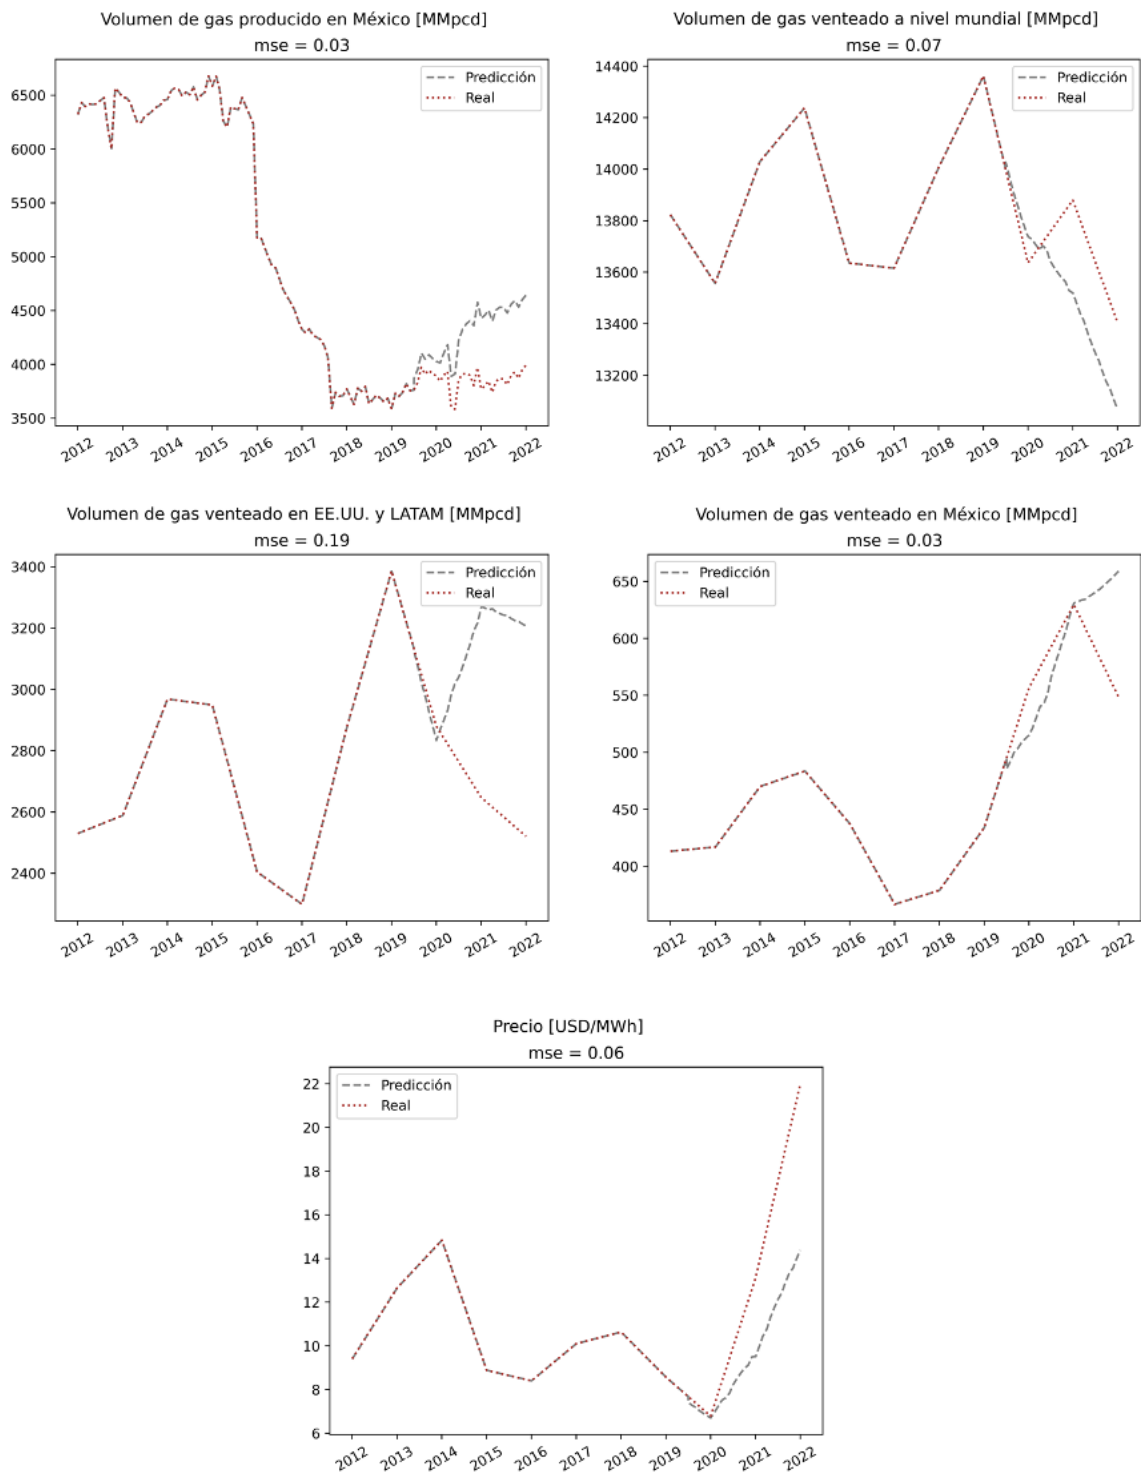 Volumen de gas producido en México [MMpcd]
mse = 0.03
Predicción
Real
6500
6000
5500
5000
4500
4000
3500
2012 2013 2014 2015 2016 2017 2018 2019 2020 2021 2022
Volumen de gas venteado a nivel mundial [MMpcd]
mse = 0.07
Predicción
Real
14400
14200
14000
13800
13600
13400
13200
2012 2013 2014 2015 2016 2017 2018 2019 2020 2021 2022
Volumen de gas venteado en EE.UU. y LATAM [MMpcd]
mse = 0.19
Predicción
Real
3400
3200
3000
2800
2600
2400
2012 2013 2014 2015 2016 2017 2018 2019 2020 2021 2022
Volumen de gas venteado en México [MMpcd]
mse = 0.03
Predicción
Real
650
600
550
500
450
400
2012 2013 2014 2015 2016 2017 2018 2019 2020 2021 2022
Precio [USD/MWh]
mse = 0.06
Predicción
Real
22
20
18
16
14
12
10
8
6
2012 2013 2014 2015 2016 2017 2018 2019 2020 2021 2022